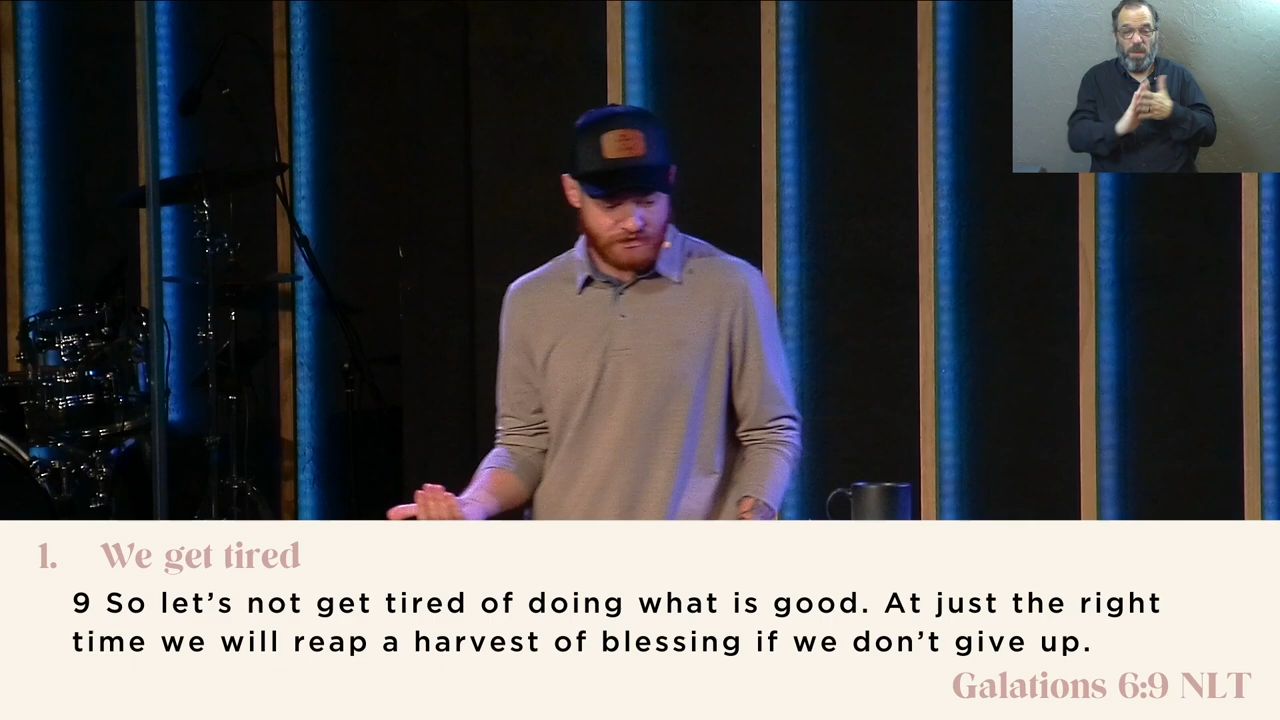 1. We get tired
9 So let’s not get tired of doing what is good. At just the right
time we will reap a harvest of blessing if we don’t give up.
Galations 6:9 NLT